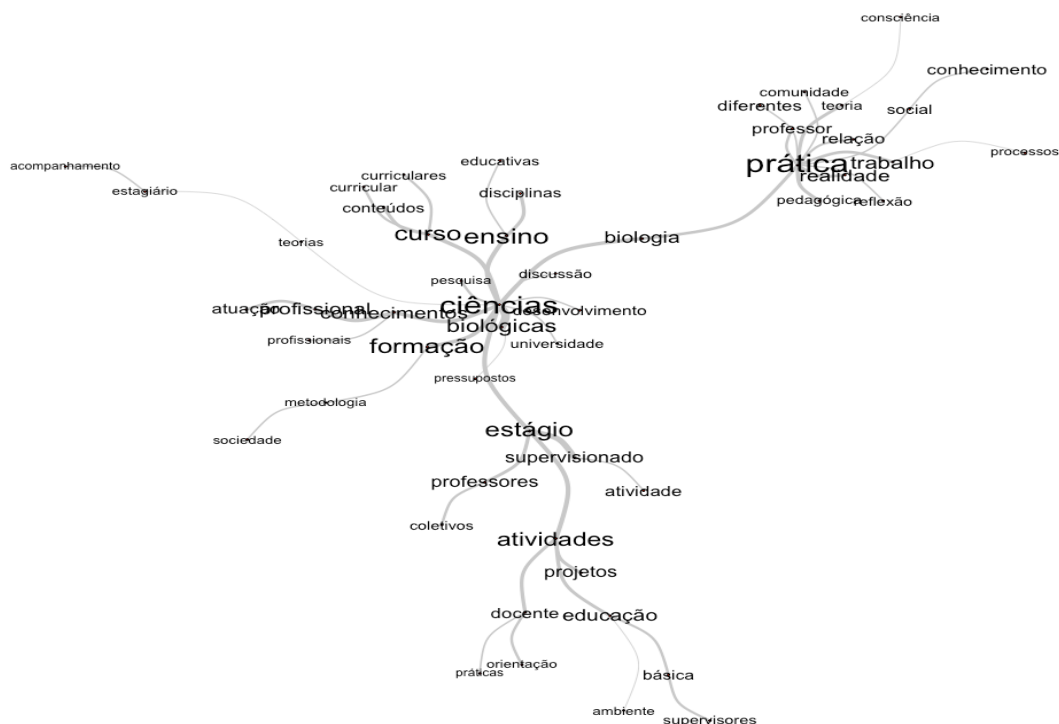 consciência
conhecimento
comunidade
diferentes
teoria
social
professor
relação
processos
prática
trabalho
realidade
pedagógica
reflexão
acompanhamento
estagiário
educativas
curriculares
curricular
disciplinas
conteúdos
curso
ensino
biologia
teorias
discussão
pesquisa
ciências
atuação
profissional
conhecimentos
desenvolvimento
biológicas
profissionais
formação
universidade
pressupostos
metodologia
sociedade
estágio
supervisionado
professores
atividade
coletivos
atividades
projetos
docente
educação
orientação
práticas
básica
ambiente
supervisores